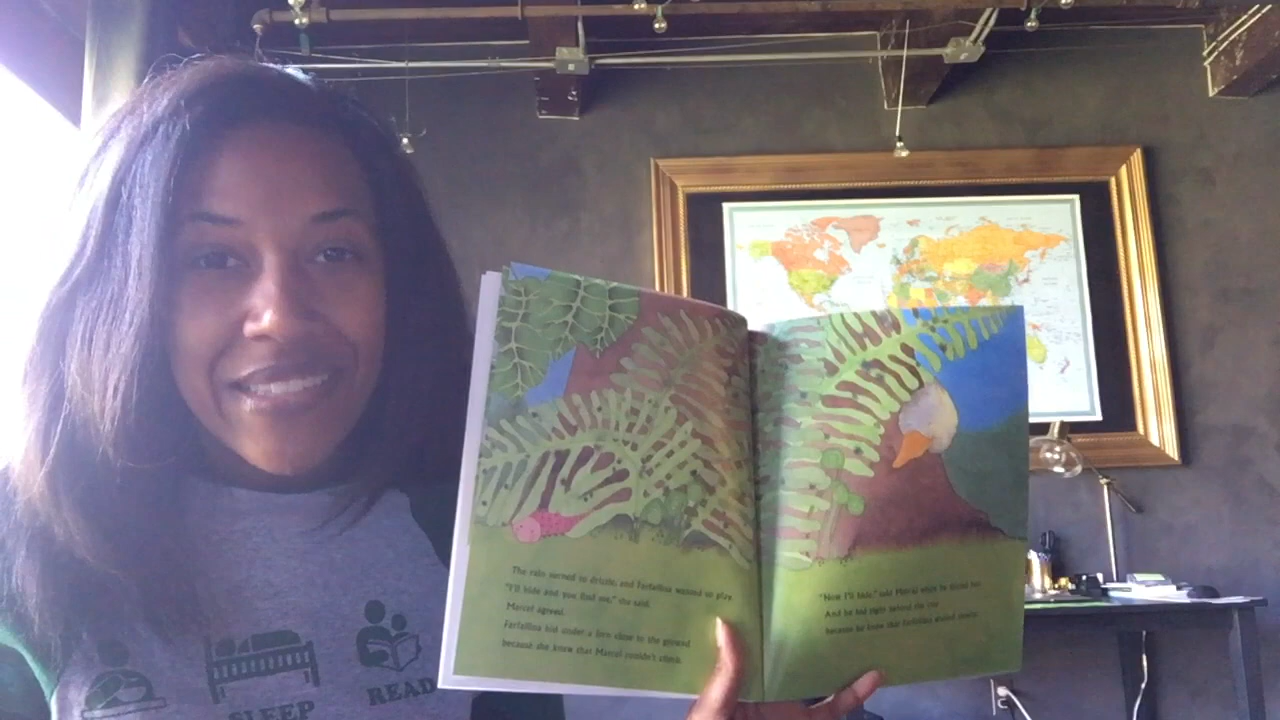 The rain turned to drizzle, and Farfallina wanted to play.
"I'll hide and you find me," she said.
Marcel agreed.
Farfallina hid under a fern close to the ground
because she knew that Marcel couldn't climb.
"Now I'll hide," said Marcel when he found her.
And he hid right behind the tree
because he knew that Farfallina moved slowly.
SLEEP
READ